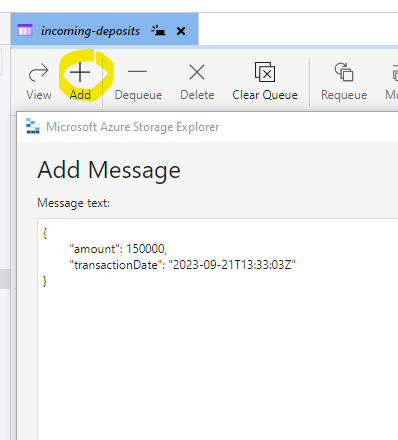 incoming-deposits
View Add Dequeue Delete Clear Queue Requeue
Microsoft Azure Storage Explorer
Add Message
Message text:
{
"amount": 150000,
"transactionDate": "2023-09-21T13:33:03Z"
}